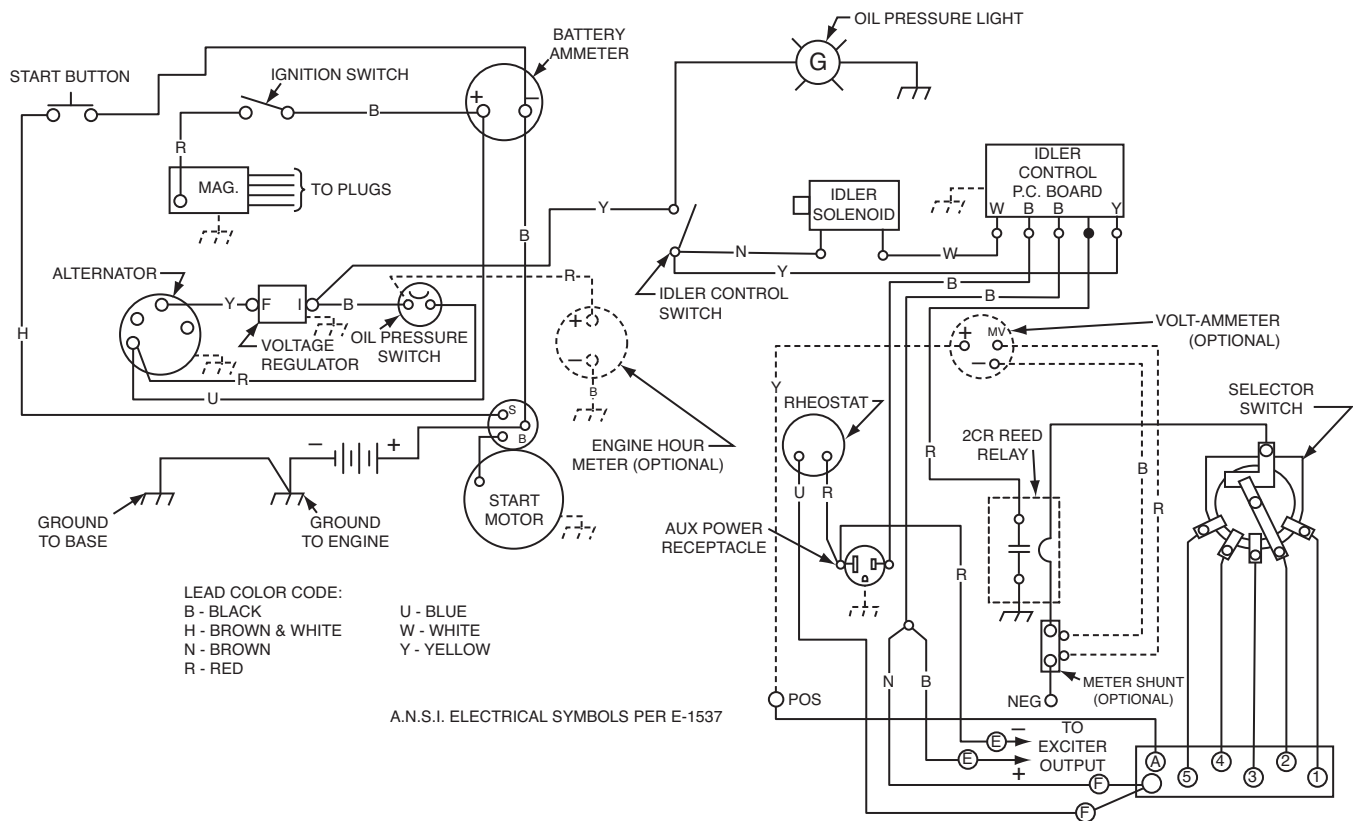 OIL PRESSURE LIGHT
G
BATTERY
AMMETER
START BUTTON
IGNITION SWITCH
+
−
B
R
MAG.
TO PLUGS
B
Y
IDLER
SOLENOID
IDLER
CONTROL
P.C. BOARD
W
B
B
Y
N
W
Y
IDLER CONTROL
SWITCH
B
B
ALTERNATOR
Y
F
I
B
R
VOLTAGE
REGULATOR
OIL PRESSURE
SWITCH
H
R
U
+
−
B
ENGINE HOUR
METER (OPTIONAL)
VOLT-AMMETER
(OPTIONAL)
+
MV
−
Y
RHEOSTAT
U
R
R
2CR REED
RELAY
B
R
SELECTOR
SWITCH
S
B
START
MOTOR
−
+
GROUND
TO BASE
GROUND
TO ENGINE
AUX POWER
RECEPTACLE
R
LEAD COLOR CODE:
B - BLACK
H - BROWN & WHITE
N - BROWN
R - RED
U - BLUE
W - WHITE
Y - YELLOW
A.N.S.I. ELECTRICAL SYMBOLS PER E-1537
N
B
POS
NEG
METER SHUNT
(OPTIONAL)
E
−
E
+
TO
EXCITER
OUTPUT
F
F
A
5
4
3
2
1